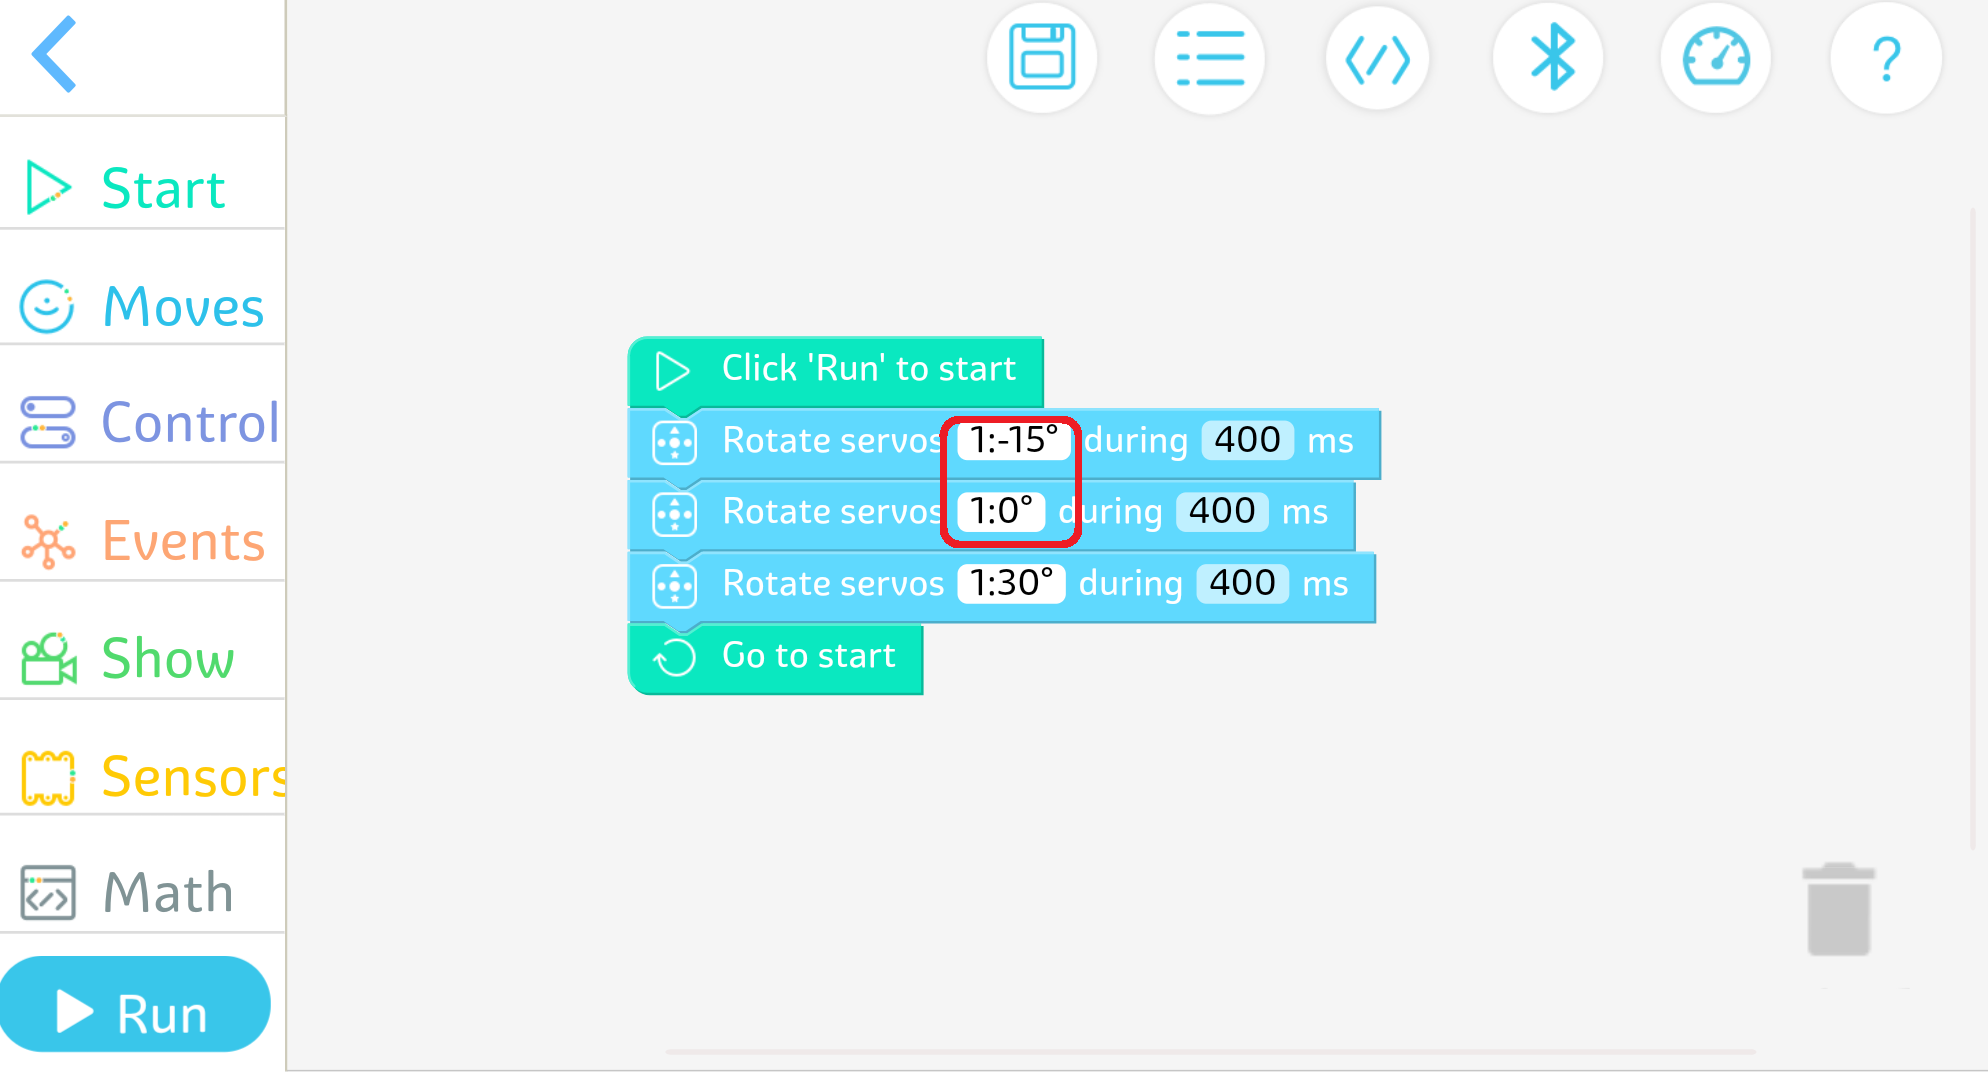 ?
Start
Moves
Control
Events
Show
Sensors
Math
Run
Click 'Run' to start
Rotate servos 1:-15° during 400 ms
Rotate servos 1:0° during 400 ms
Rotate servos 1:30° during 400 ms
Go to start